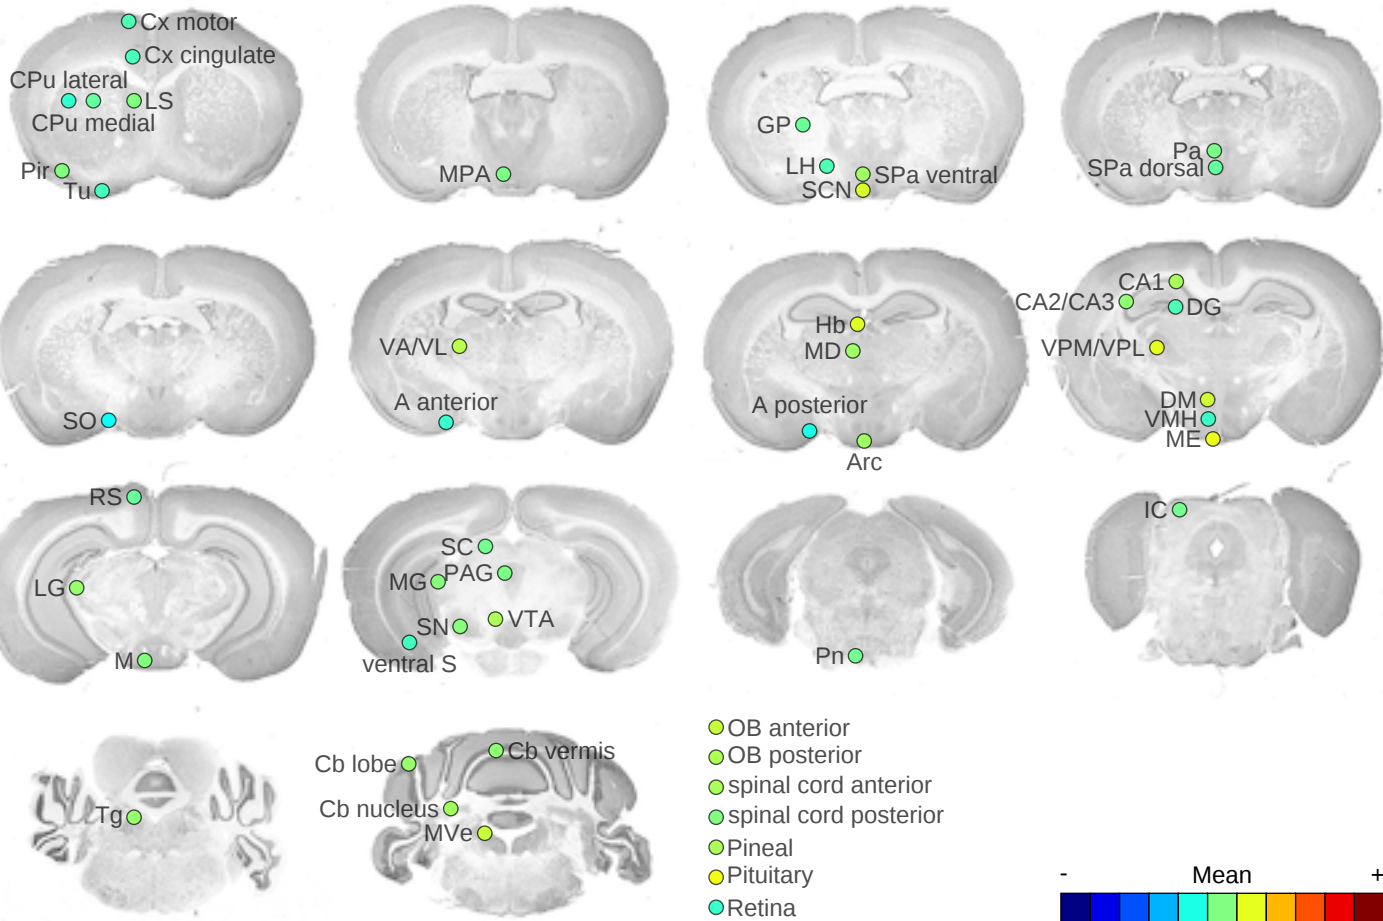 Cx motor
Cx cingulate
CPu lateral
LS
CPu medial
Pir
Tu
MPA
GP
LH
SPa ventral
SCN
Pa
SPa dorsal
SO
VA/VL
A anterior
Hb
MD
A posterior
Arc
CA1
CA2/CA3
DG
VPM/VPL
DM
VMH
ME
RS
LG
M
SC
PAG
MG
VTA
SN
ventral S
Pn
IC
Tg
Cb vermis
Cb lobe
Cb nucleus
MVe
OB anterior
OB posterior
spinal cord anterior
spinal cord posterior
Pineal
Pituitary
Retina
- Mean +